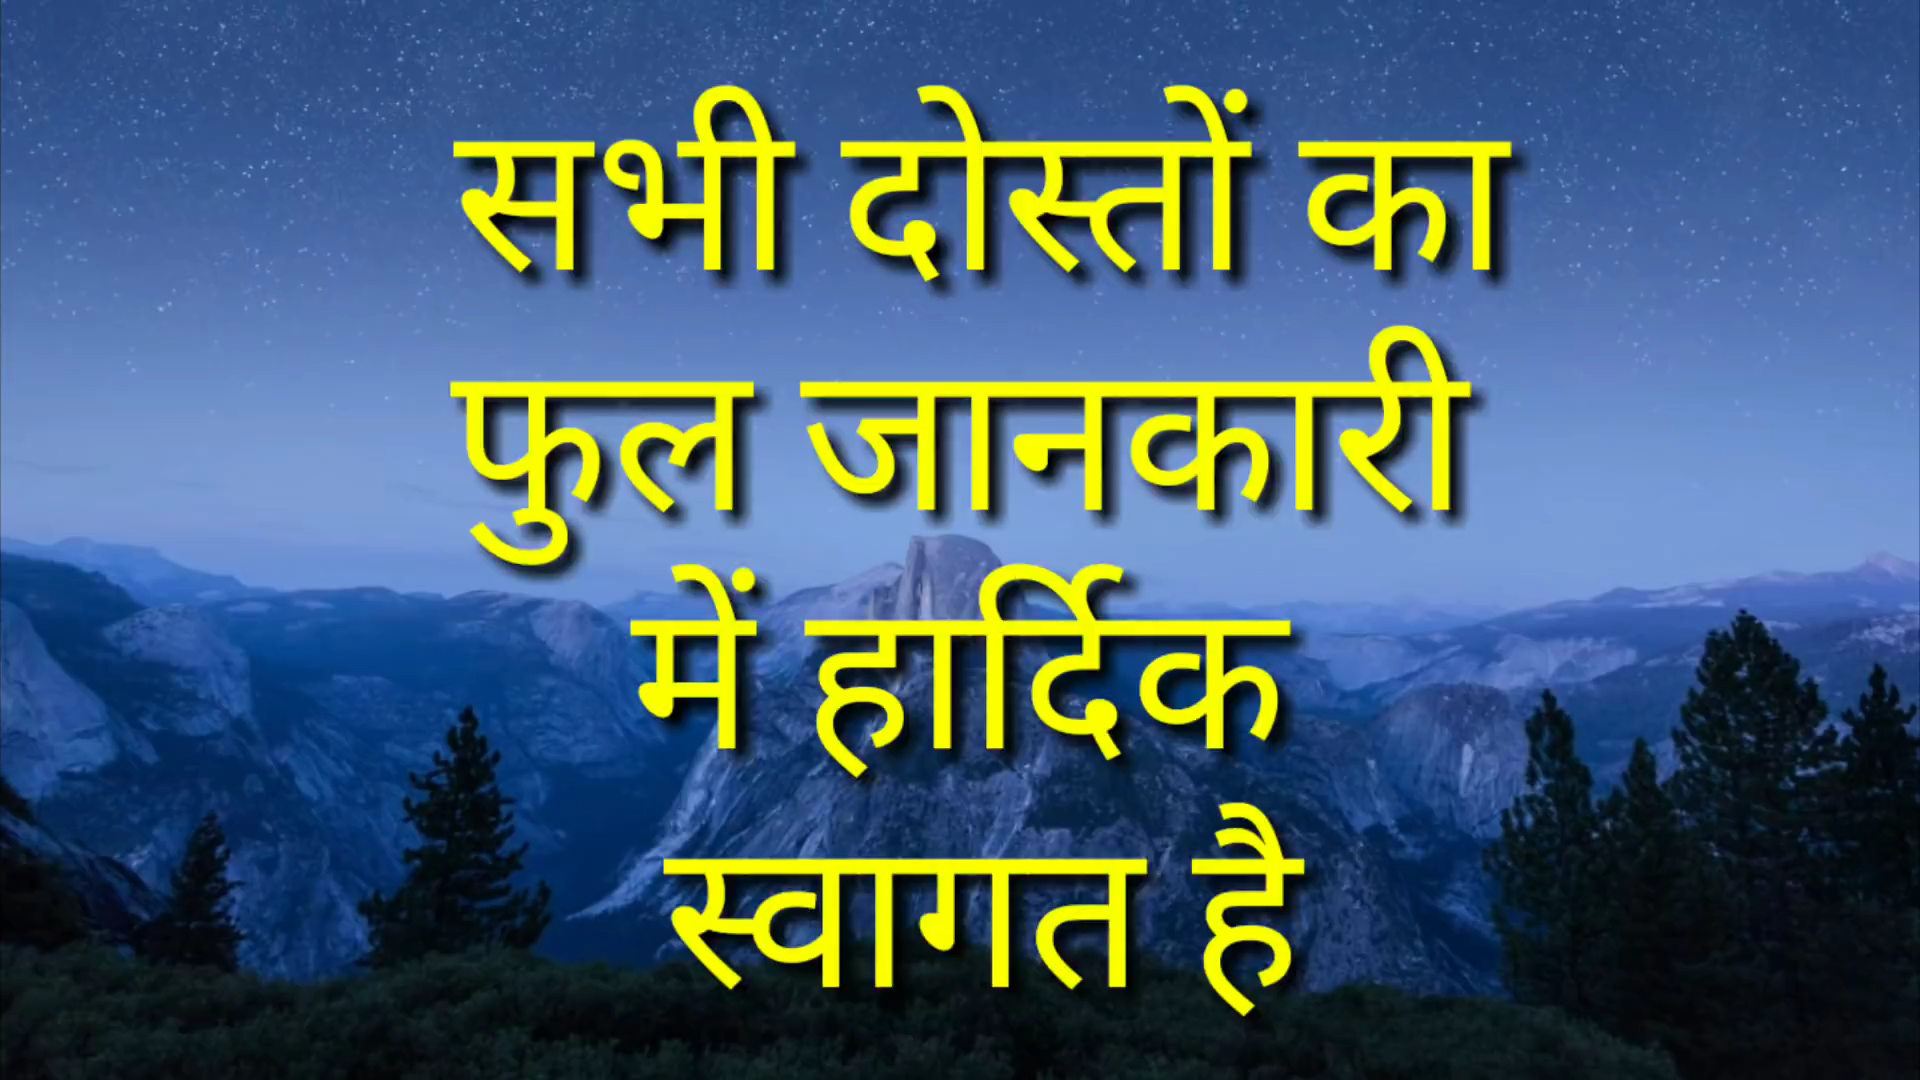 सभी दोस्तों का
फुल जानकारी
में हार्दिक
स्वागत है